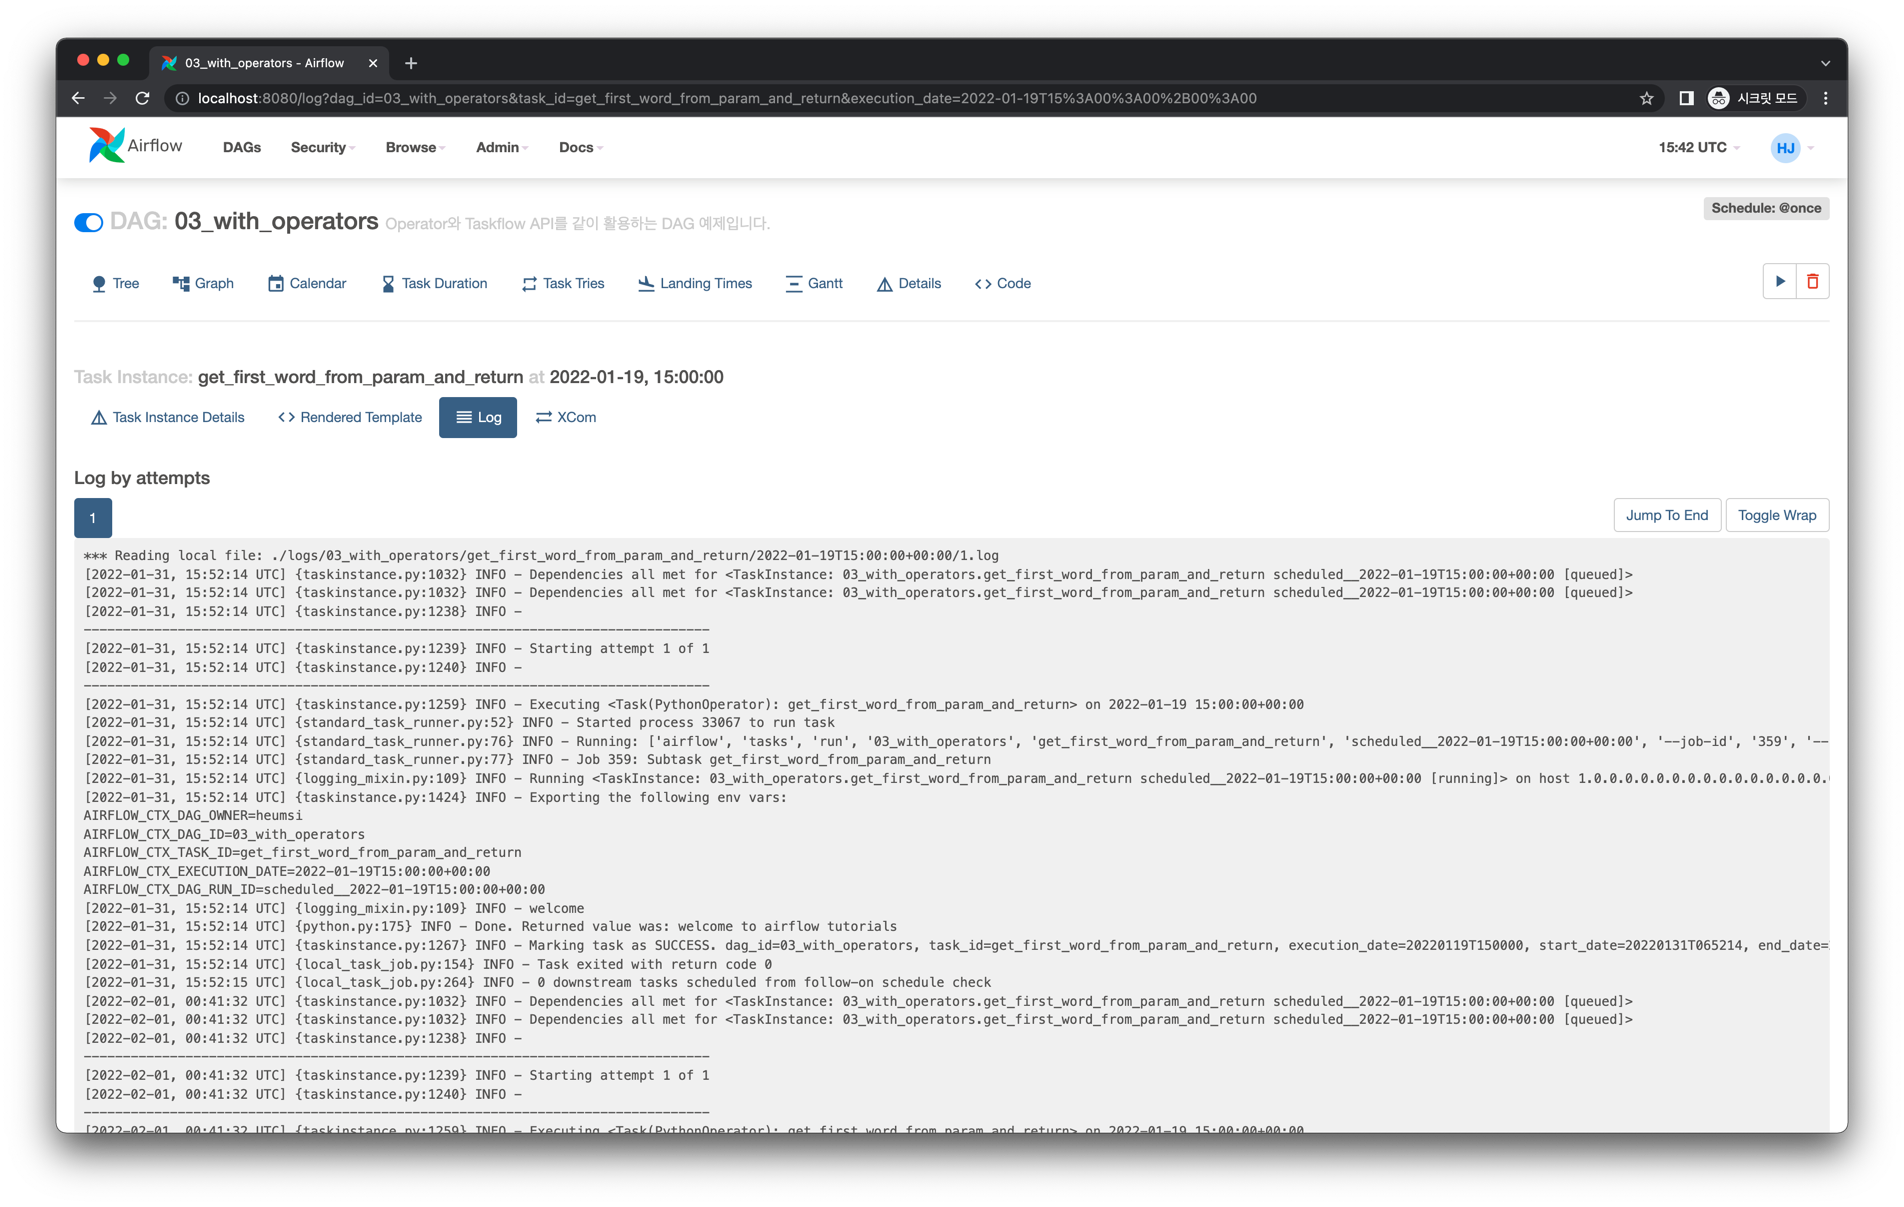 03_with_operators - Airflow
localhost:8080/log?dag_id=03_with_operators&task_id=get_first_word_from_param_and_return&execution_date=2022-01-19T15%3A00%3A00%2B00%3A00
시크릿 모드
Airflow DAGs Security Browse Admin Docs 15:42 UTC HJ
Schedule: @once
DAG: 03_with_operators Operator와 Taskflow API를 같이 활용하는 DAG 예제입니다.
Tree Graph Calendar Task Duration Task Tries Landing Times Gantt Details Code
Task Instance: get_first_word_from_param_and_return at 2022-01-19, 15:00:00
Task Instance Details Rendered Template Log XCom
Log by attempts
1 Jump To End Toggle Wrap
*** Reading local file: ./logs/03_with_operators/get_first_word_from_param_and_return/2022-01-19T15:00:00+00:00/1.log
[2022-01-31, 15:52:14 UTC] {taskinstance.py:1032} INFO - Dependencies all met for <TaskInstance: 03_with_operators.get_first_word_from_param_and_return scheduled__2022-01-19T15:00:00+00:00 [queued]>
[2022-01-31, 15:52:14 UTC] {taskinstance.py:1032} INFO - Dependencies all met for <TaskInstance: 03_with_operators.get_first_word_from_param_and_return scheduled__2022-01-19T15:00:00+00:00 [queued]>
[2022-01-31, 15:52:14 UTC] {taskinstance.py:1238} INFO -
--------------------------------------------------------------------------------
[2022-01-31, 15:52:14 UTC] {taskinstance.py:1239} INFO - Starting attempt 1 of 1
[2022-01-31, 15:52:14 UTC] {taskinstance.py:1240} INFO -
--------------------------------------------------------------------------------
[2022-01-31, 15:52:14 UTC] {taskinstance.py:1259} INFO - Executing <Task(PythonOperator): get_first_word_from_param_and_return> on 2022-01-19 15:00:00+00:00
[2022-01-31, 15:52:14 UTC] {standard_task_runner.py:52} INFO - Started process 33067 to run task
[2022-01-31, 15:52:14 UTC] {standard_task_runner.py:76} INFO - Running: ['airflow', 'tasks', 'run', '03_with_operators', 'get_first_word_from_param_and_return', 'scheduled__2022-01-19T15:00:00+00:00', '--job-id', '359', '--
[2022-01-31, 15:52:14 UTC] {standard_task_runner.py:77} INFO - Job 359: Subtask get_first_word_from_param_and_return
[2022-01-31, 15:52:14 UTC] {logging_mixin.py:109} INFO - Running <TaskInstance: 03_with_operators.get_first_word_from_param_and_return scheduled__2022-01-19T15:00:00+00:00 [running]> on host 1.0.0.0.0.0.0.0.0.0.0.0.0.0.0.0.
[2022-01-31, 15:52:14 UTC] {taskinstance.py:1424} INFO - Exporting the following env vars:
AIRFLOW_CTX_DAG_OWNER=heumsi
AIRFLOW_CTX_DAG_ID=03_with_operators
AIRFLOW_CTX_TASK_ID=get_first_word_from_param_and_return
AIRFLOW_CTX_EXECUTION_DATE=2022-01-19T15:00:00+00:00
AIRFLOW_CTX_DAG_RUN_ID=scheduled__2022-01-19T15:00:00+00:00
[2022-01-31, 15:52:14 UTC] {logging_mixin.py:109} INFO - welcome
[2022-01-31, 15:52:14 UTC] {python.py:175} INFO - Done. Returned value was: welcome to airflow tutorials
[2022-01-31, 15:52:14 UTC] {taskinstance.py:1267} INFO - Marking task as SUCCESS. dag_id=03_with_operators, task_id=get_first_word_from_param_and_return, execution_date=20220119T150000, start_date=20220131T065214, end_date=
[2022-01-31, 15:52:14 UTC] {local_task_job.py:154} INFO - Task exited with return code 0
[2022-01-31, 15:52:15 UTC] {local_task_job.py:264} INFO - 0 downstream tasks scheduled from follow-on schedule check
[2022-02-01, 00:41:32 UTC] {taskinstance.py:1032} INFO - Dependencies all met for <TaskInstance: 03_with_operators.get_first_word_from_param_and_return scheduled__2022-01-19T15:00:00+00:00 [queued]>
[2022-02-01, 00:41:32 UTC] {taskinstance.py:1032} INFO - Dependencies all met for <TaskInstance: 03_with_operators.get_first_word_from_param_and_return scheduled__2022-01-19T15:00:00+00:00 [queued]>
[2022-02-01, 00:41:32 UTC] {taskinstance.py:1238} INFO -
--------------------------------------------------------------------------------
[2022-02-01, 00:41:32 UTC] {taskinstance.py:1239} INFO - Starting attempt 1 of 1
[2022-02-01, 00:41:32 UTC] {taskinstance.py:1240} INFO -
--------------------------------------------------------------------------------
[2022-02-01, 00:41:32 UTC] {taskinstance.py:1259} INFO - Executing <Task(PythonOperator): get_first_word_from_param_and_return> on 2022-01-19 15:00:00+00:00